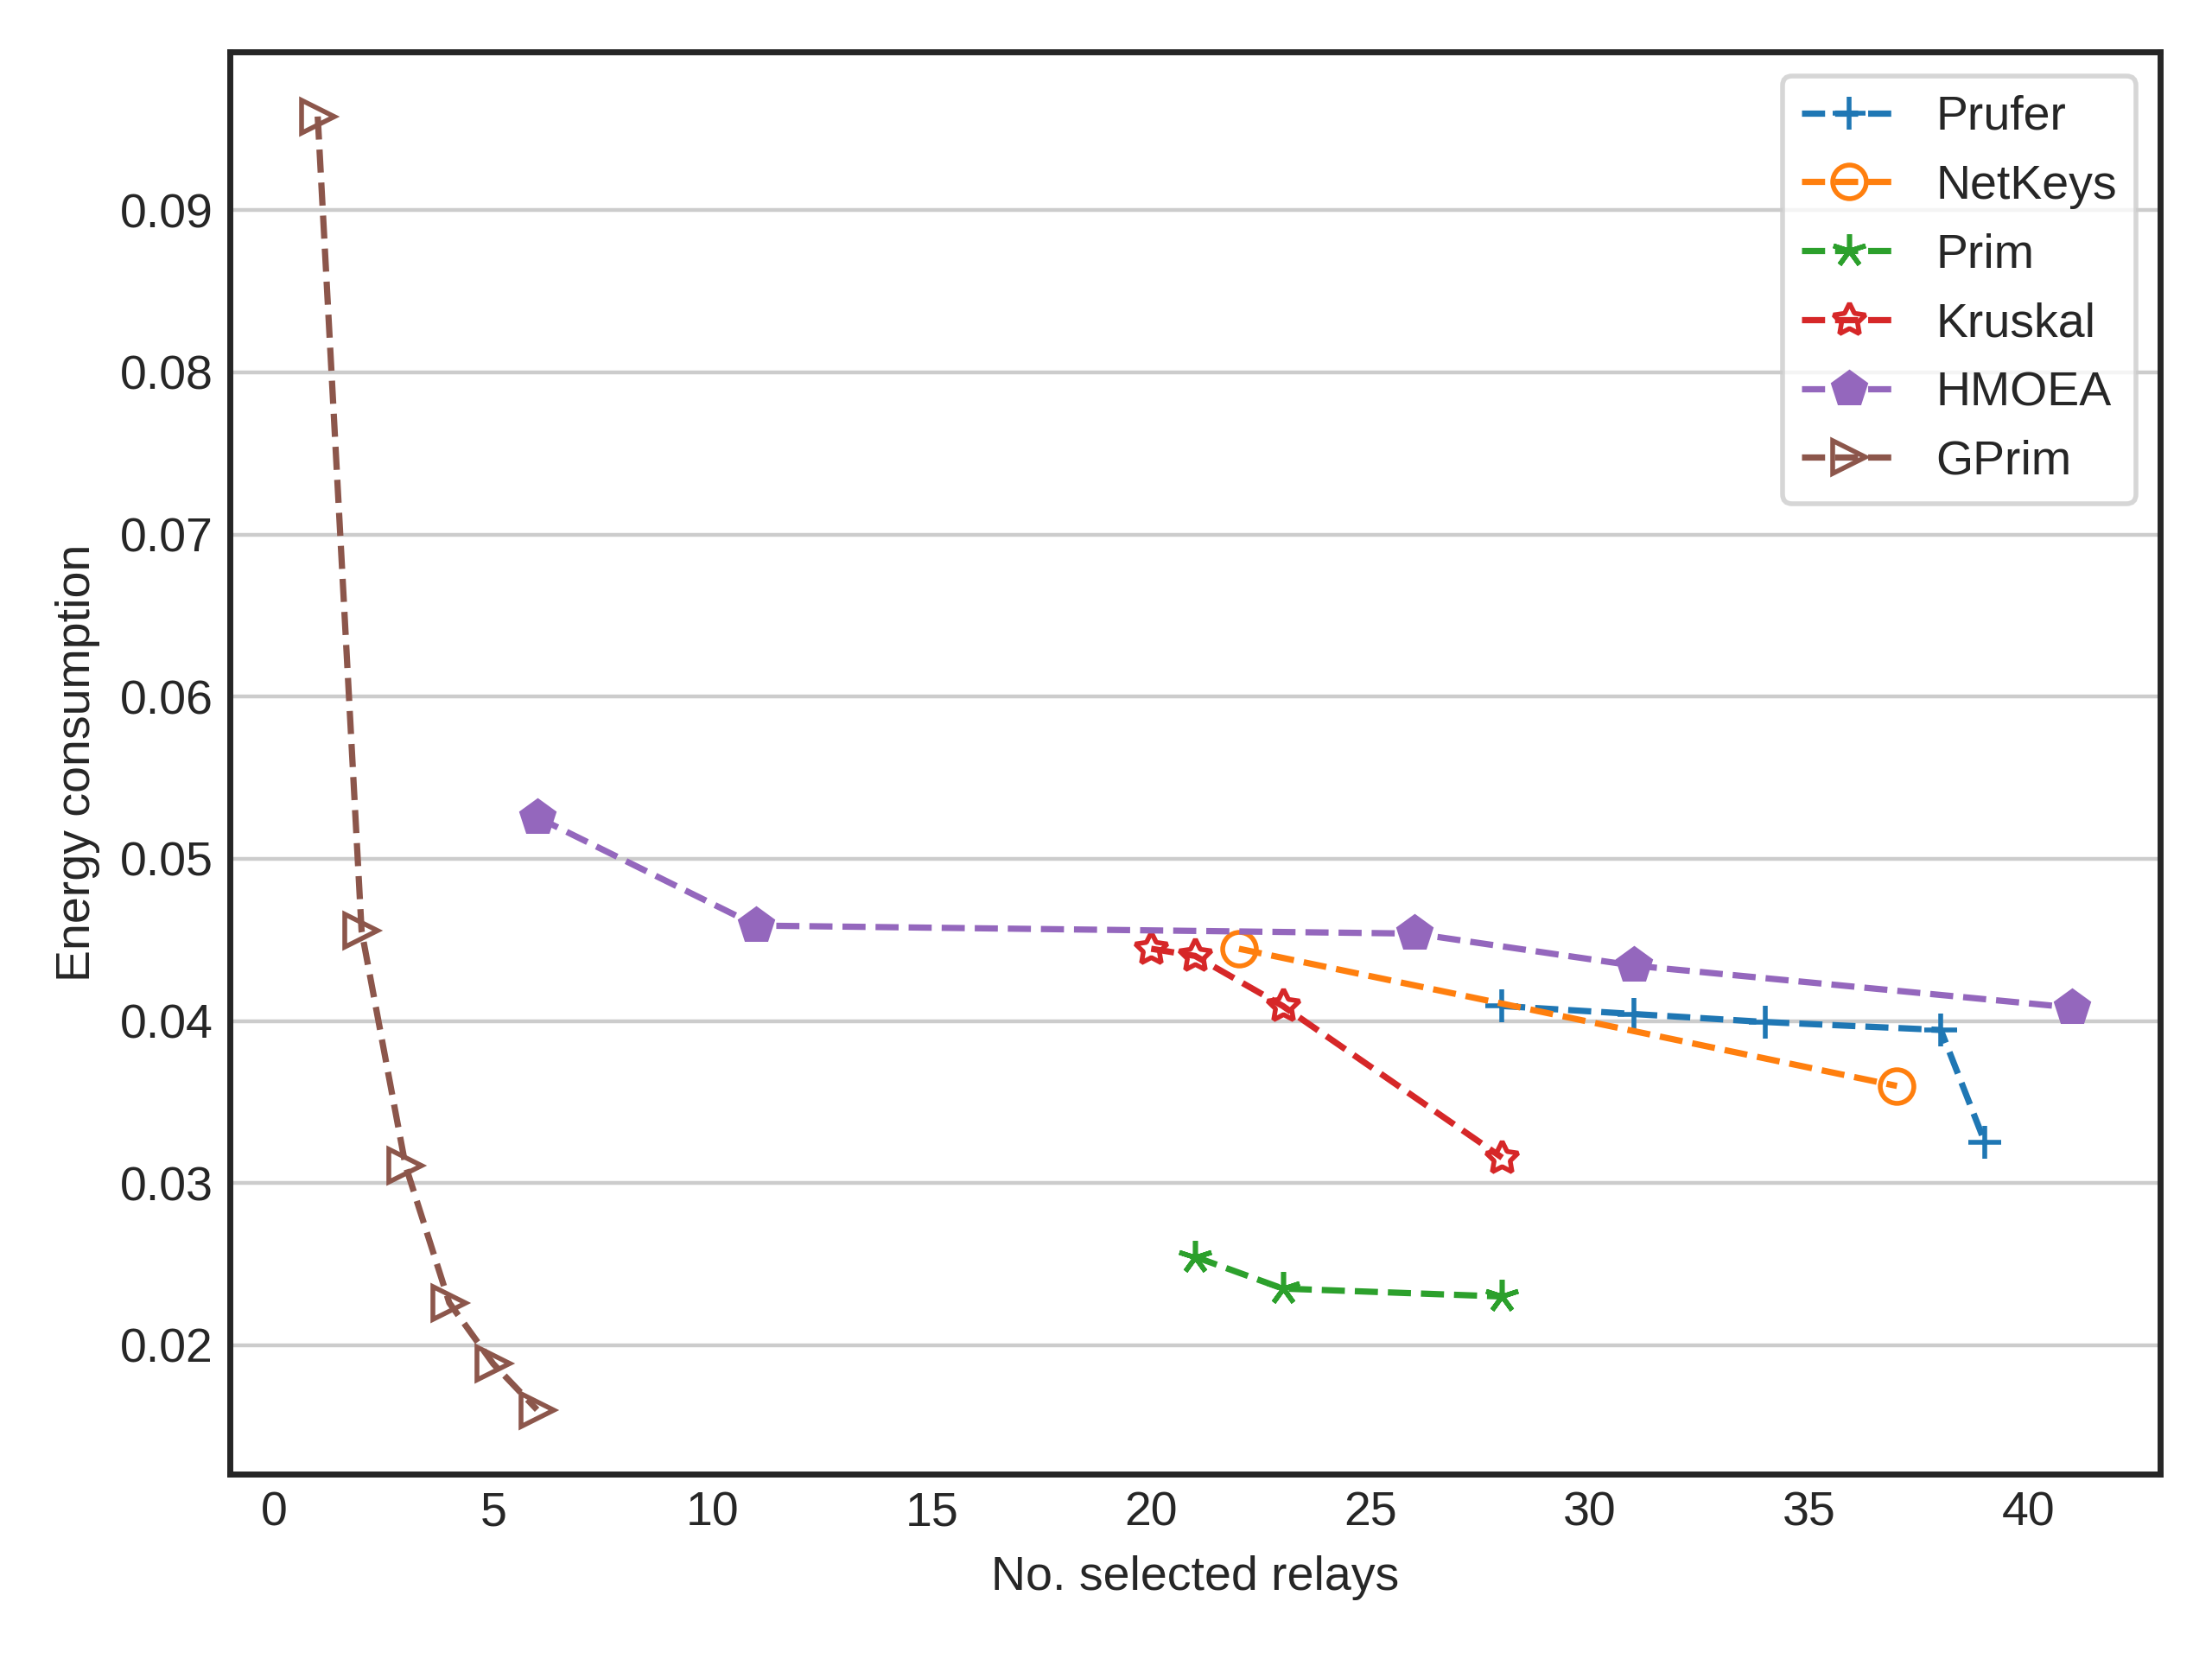 Prufer
NetKeys
Prim
Kruskal
HMOEA
GPrim
0.09
0.08
0.07
0.06
0.05
0.04
0.03
0.02
Energy consumption
0 5 10 15 20 25 30 35 40
No. selected relays